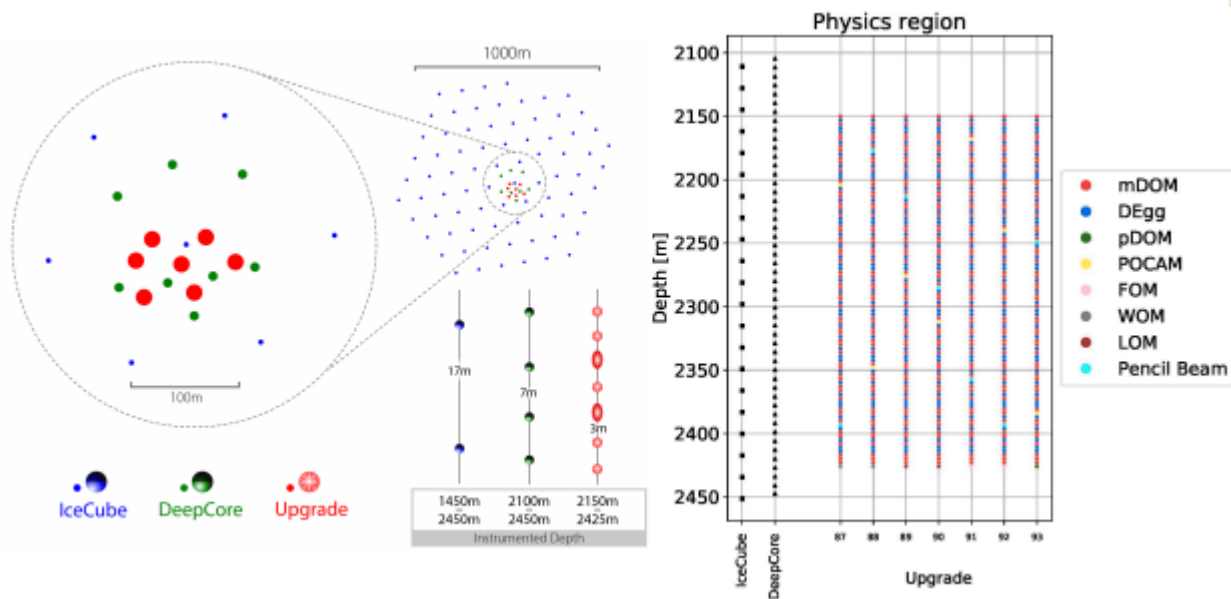 1000m
100m
IceCube
DeepCore
Upgrade
17m
7m
3m
1450m
2450m
2100m
2450m
2150m
2425m
Instrumented Depth
Physics region
Depth [m]
2100
2150
2200
2250
2300
2350
2400
2450
IceCube
DeepCore
87
88
89
90
91
92
93
Upgrade
mDOM
DEgg
pDOM
POCAM
FOM
WOM
LOM
Pencil Beam